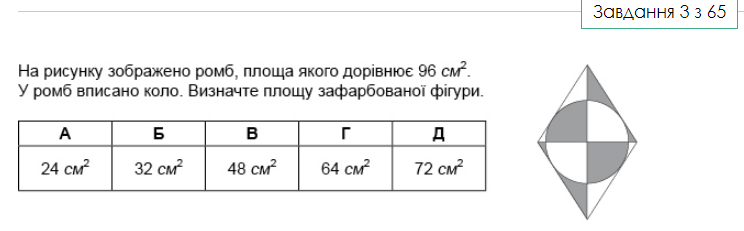 Завдання 3 з 65
На рисунку зображено ромб, площа якого дорівнює 96 см².
У ромб вписано коло. Визначте площу зафарбованої фігури.
А Б В Г Д
24 см² 32 см² 48 см² 64 см² 72 см²